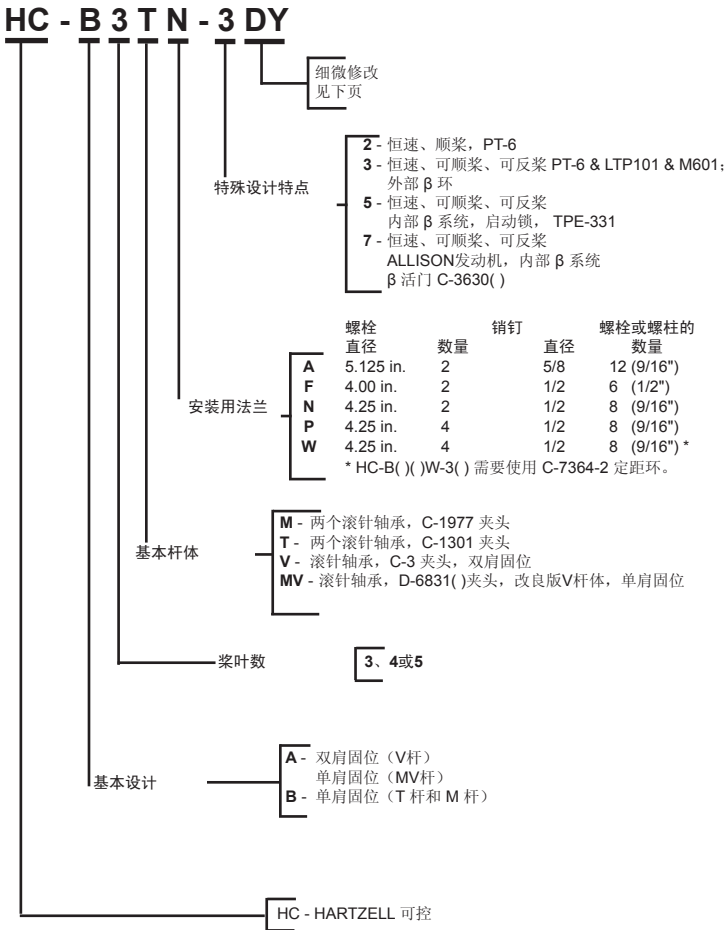 HC - B 3 T N - 3 DY
细微修改
见下页
特殊设计特点
2 - 恒速、顺桨，PT-6
3 - 恒速、可顺桨、可反桨 PT-6 & LTP101 & M601；
外部 β 环
5 - 恒速、可顺桨、可反桨
内部 β 系统，启动锁， TPE-331
7 - 恒速、可顺桨、可反桨
ALLISON发动机，内部 β 系统
β 活门 C-3630( )
安装用法兰
螺栓 销钉 螺栓或螺柱的
直径 数量 直径 数量
A 5.125 in. 2 5/8 12 (9/16")
F 4.00 in. 2 1/2 6 (1/2")
N 4.25 in. 2 1/2 8 (9/16")
P 4.25 in. 4 1/2 8 (9/16")
W 4.25 in. 4 1/2 8 (9/16") *
* HC-B( )( )W-3( ) 需要使用 C-7364-2 定距环。
基本杆体
M - 两个滚针轴承，C-1977 夹头
T - 两个滚针轴承，C-1301 夹头
V - 滚针轴承，C-3 夹头，双肩固位
MV - 滚针轴承，D-6831( )夹头，改良版V杆体，单肩固位
桨叶数
3、4或5
基本设计
A - 双肩固位（V杆）
单肩固位（MV杆）
B - 单肩固位（T 杆和 M 杆）
HC - HARTZELL 可控